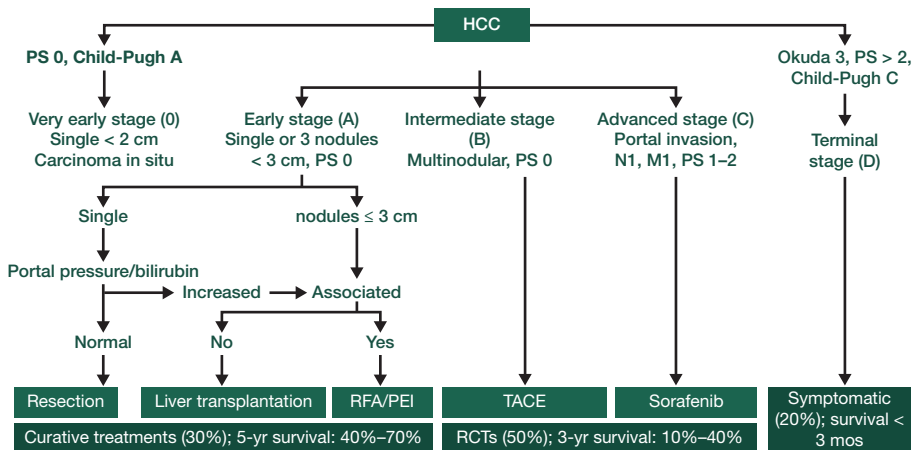 HCC
PS 0, Child-Pugh A
Okuda 3, PS > 2,
Child-Pugh C
Very early stage (0)
Single < 2 cm
Carcinoma in situ
Early stage (A)
Single or 3 nodules
< 3 cm, PS 0
Intermediate stage
(B)
Multinodular, PS 0
Advanced stage (C)
Portal invasion,
N1, M1, PS 1–2
Terminal
stage (D)
Single
nodules ≤ 3 cm
Portal pressure/bilirubin
Increased
Associated
Normal
No
Yes
Resection
Liver transplantation
RFA/PEI
TACE
Sorafenib
Symptomatic
(20%); survival <
3 mos
Curative treatments (30%); 5-yr survival: 40%–70%
RCTs (50%); 3-yr survival: 10%–40%